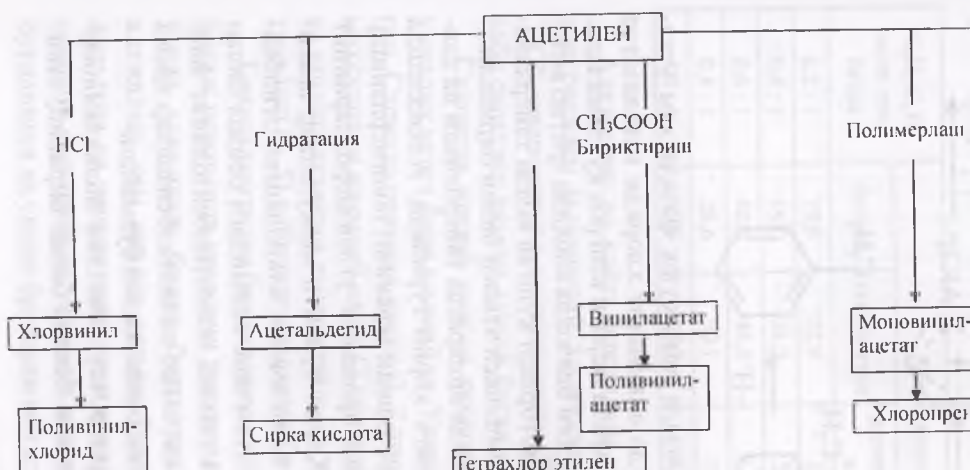 АЦЕТИЛЕН
HCl
Гидратация
CH₃COOH
Бириктириш
Полимерлаш
Хлорвинил
Ацетальдегид
Винилацетат
Моновинил-
ацетат
Поливинил-
хлорид
Сирка кислота
Поливинил-
ацетат
Хлоропрен
Тетрахлор этилен